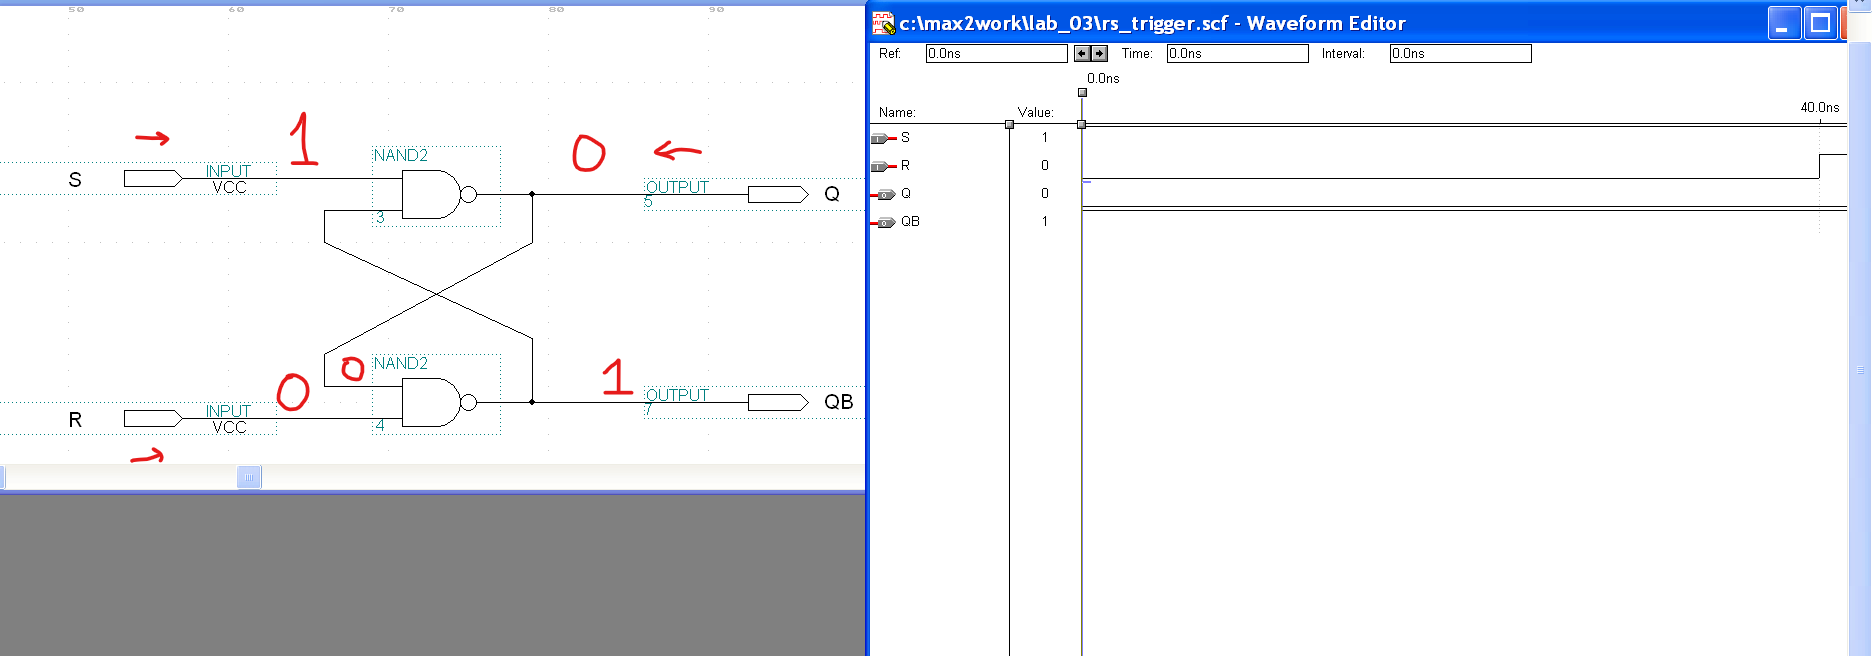 50 60 70 80 90
1
NAND2
0
S INPUT VCC
3
OUTPUT
5
Q
0
0
NAND2
1
R INPUT VCC
4
OUTPUT
7
QB
c:\max2work\lab_03\rs_trigger.scf - Waveform Editor
Ref: 0.0ns Time: 0.0ns Interval: 0.0ns
0.0ns
Name: Value: 40.0ns
S 1
R 0
Q 0
QB 1